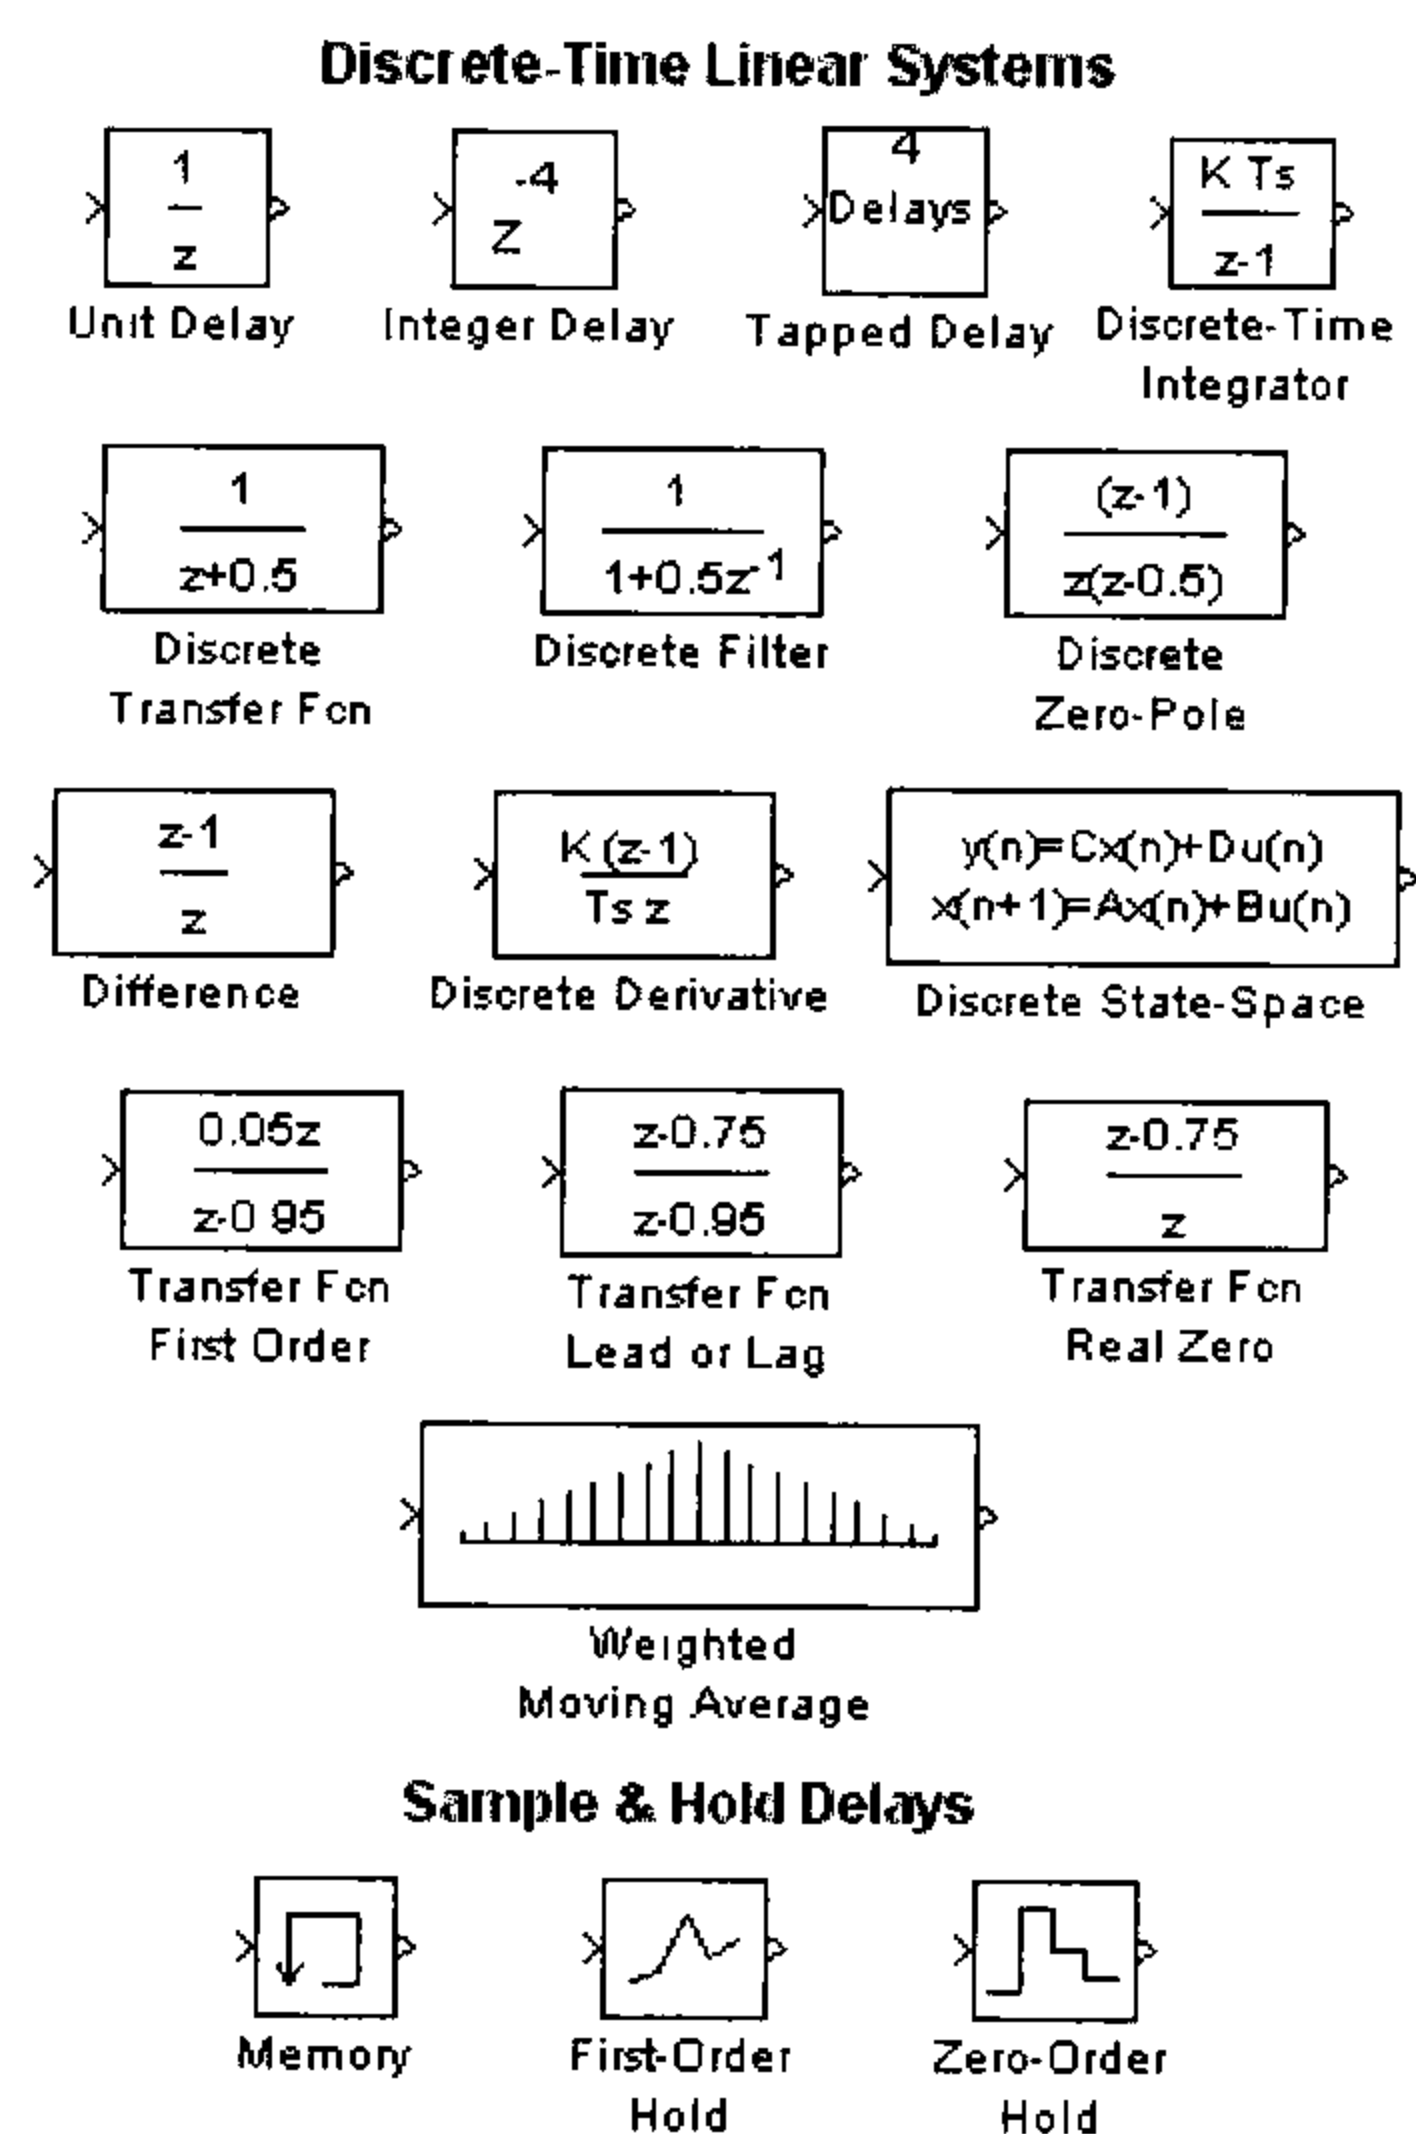 Discrete-Time Linear Systems
1
z
Unit Delay
-4
Z
Integer Delay
4
Delays
Tapped Delay
K Ts
z-1
Discrete-Time
Integrator
1
z+0.5
Discrete
Transfer Fcn
1
1+0.5z-1
Discrete Filter
(z-1)
z(z-0.5)
Discrete
Zero-Pole
z-1
z
Difference
K (z-1)
Ts z
Discrete Derivative
y(n)=Cx(n)+Du(n)
x(n+1)=Ax(n)+Bu(n)
Discrete State-Space
0.05z
z-0.95
Transfer Fcn
First Order
z-0.75
z-0.95
Transfer Fcn
Lead or Lag
z-0.75
z
Transfer Fcn
Real Zero
Weighted
Moving Average
Sample & Hold Delays
Memory
First-Order
Hold
Zero-Order
Hold